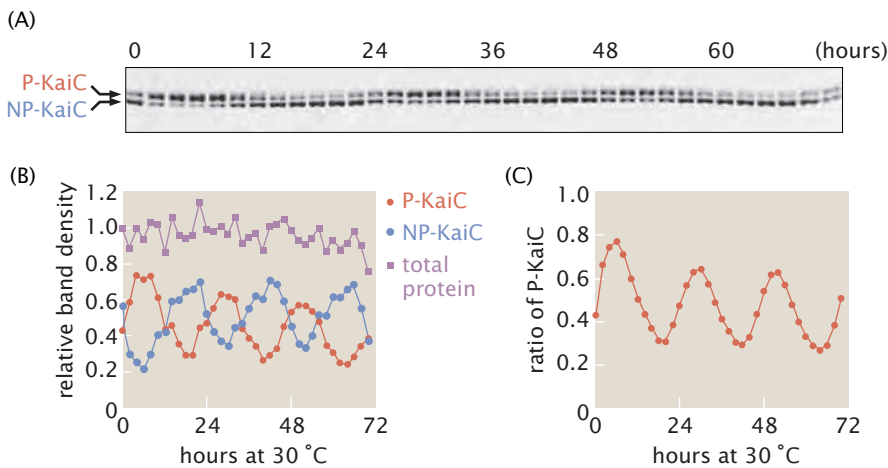 (A)
0 12 24 36 48 60 (hours)
P-KaiC
NP-KaiC
(B)
relative band density
1.2
1.0
0.8
0.6
0.4
0.2
0
0 24 48 72
hours at 30 °C
P-KaiC
NP-KaiC
total
protein
(C)
ratio of P-KaiC
1.0
0.8
0.6
0.4
0.2
0
0 24 48 72
hours at 30 °C